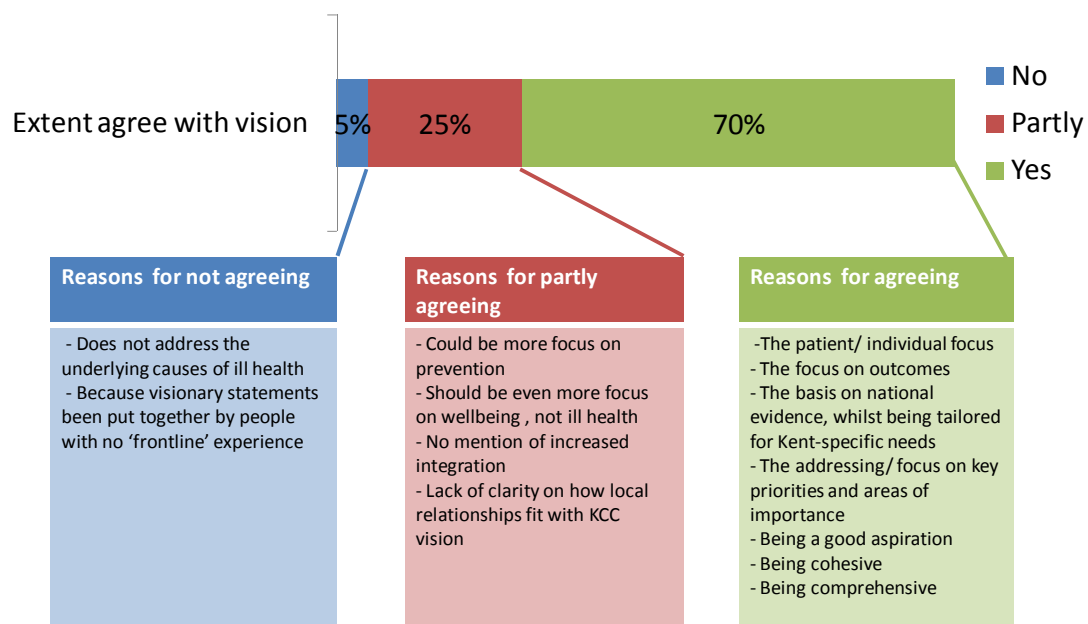 Extent agree with vision
5%
25%
70%
No
Partly
Yes
Reasons for not agreeing
- Does not address the
underlying causes of ill health
- Because visionary statements
been put together by people
with no ‘frontline’ experience
Reasons for partly
agreeing
- Could be more focus on
prevention
- Should be even more focus
on wellbeing , not ill health
- No mention of increased
integration
- Lack of clarity on how local
relationships fit with KCC
vision
Reasons for agreeing
-The patient/ individual focus
- The focus on outcomes
- The basis on national
evidence, whilst being tailored
for Kent-specific needs
- The addressing/ focus on key
priorities and areas of
importance
- Being a good aspiration
- Being cohesive
- Being comprehensive